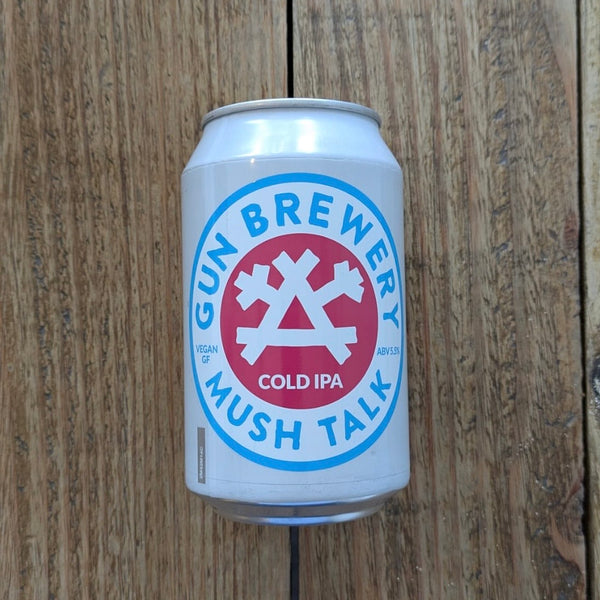 GUN BREWERY
VEGAN
GF
ABV 5.5%
COLD IPA
MUSH TALK